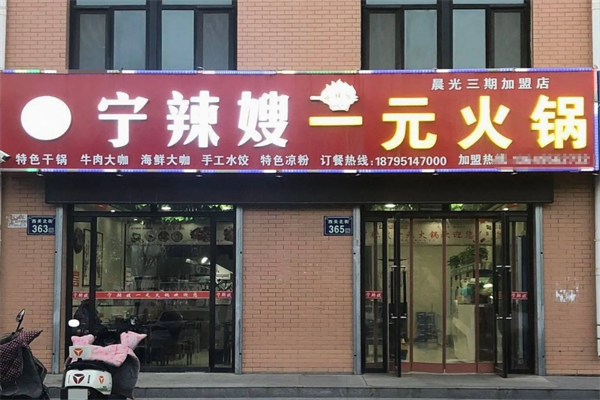 晨光三期加盟店
宁辣嫂一元火锅
特色干锅 牛肉大咖 海鲜大咖 手工水饺 特色凉粉 订餐热线:18795147000 加盟热
363
365